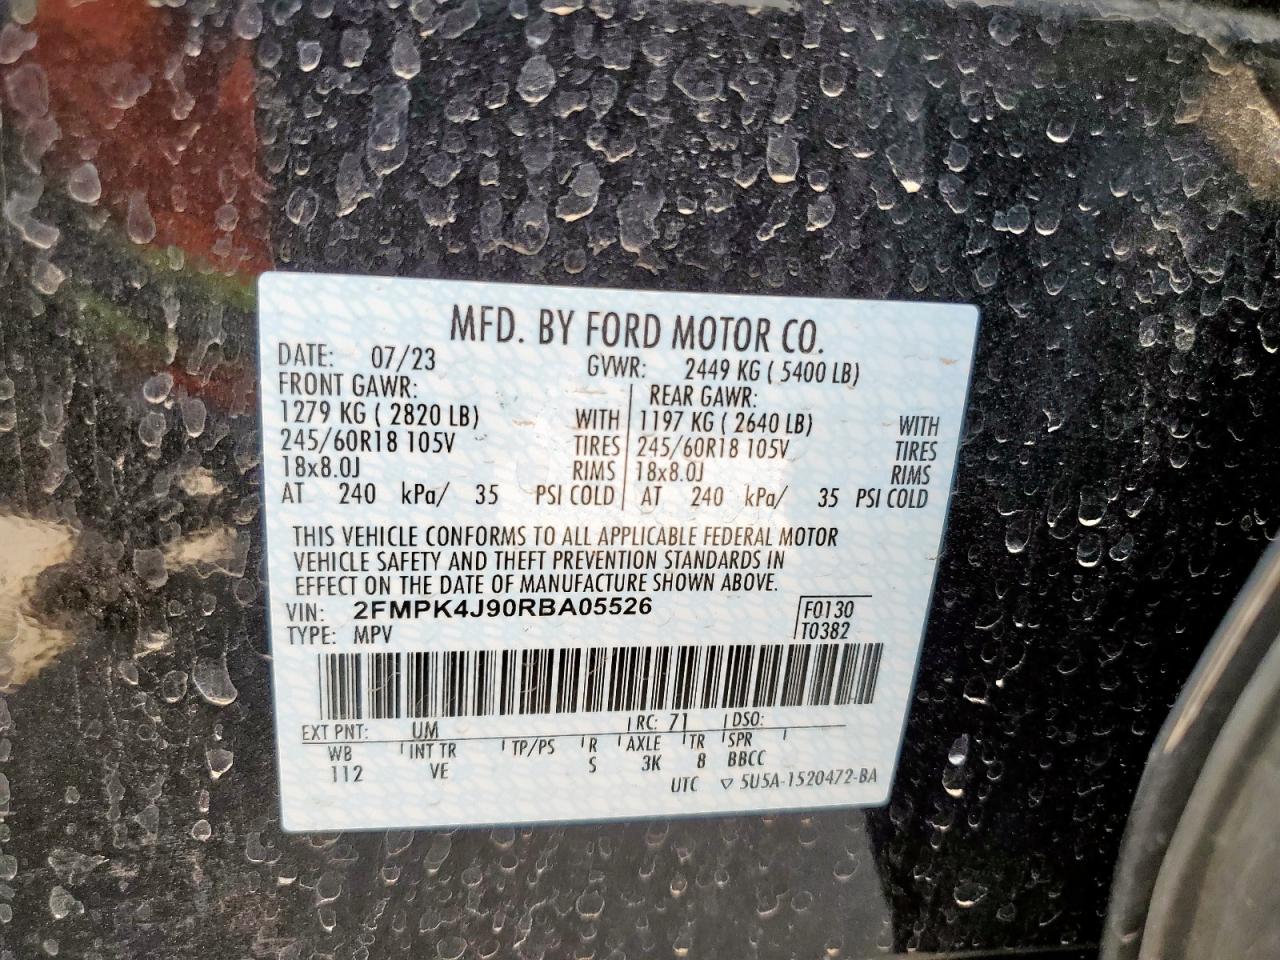 MFD. BY FORD MOTOR CO.
DATE: 07/23 GVWR: 2449 KG ( 5400 LB)
FRONT GAWR: REAR GAWR:
1279 KG ( 2820 LB) WITH 1197 KG ( 2640 LB) WITH
245/60R18 105V TIRES 245/60R18 105V TIRES
18x8.0J RIMS 18x8.0J RIMS
AT 240 kPa/ 35 PSI COLD AT 240 kPa/ 35 PSI COLD
THIS VEHICLE CONFORMS TO ALL APPLICABLE FEDERAL MOTOR
VEHICLE SAFETY AND THEFT PREVENTION STANDARDS IN
EFFECT ON THE DATE OF MANUFACTURE SHOWN ABOVE.
VIN: 2FMPK4J90RBA05526 F0130
TYPE: MPV T0382
EXT PNT: UM RC: 71 DSO:
WB INT TR TP/PS R AXLE TR SPR
112 VE S 3K 8 BBCC
UTC ▽ 5U5A-1520472-BA